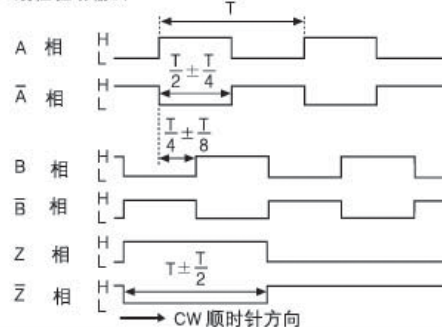 T
A 相 H L
T/2 ± T/4
A̅ 相 H L
T/4 ± T/8
B 相 H L
B̅ 相 H L
Z 相 H L
T ± T/2
Z̅ 相 H L
CW 顺时针方向